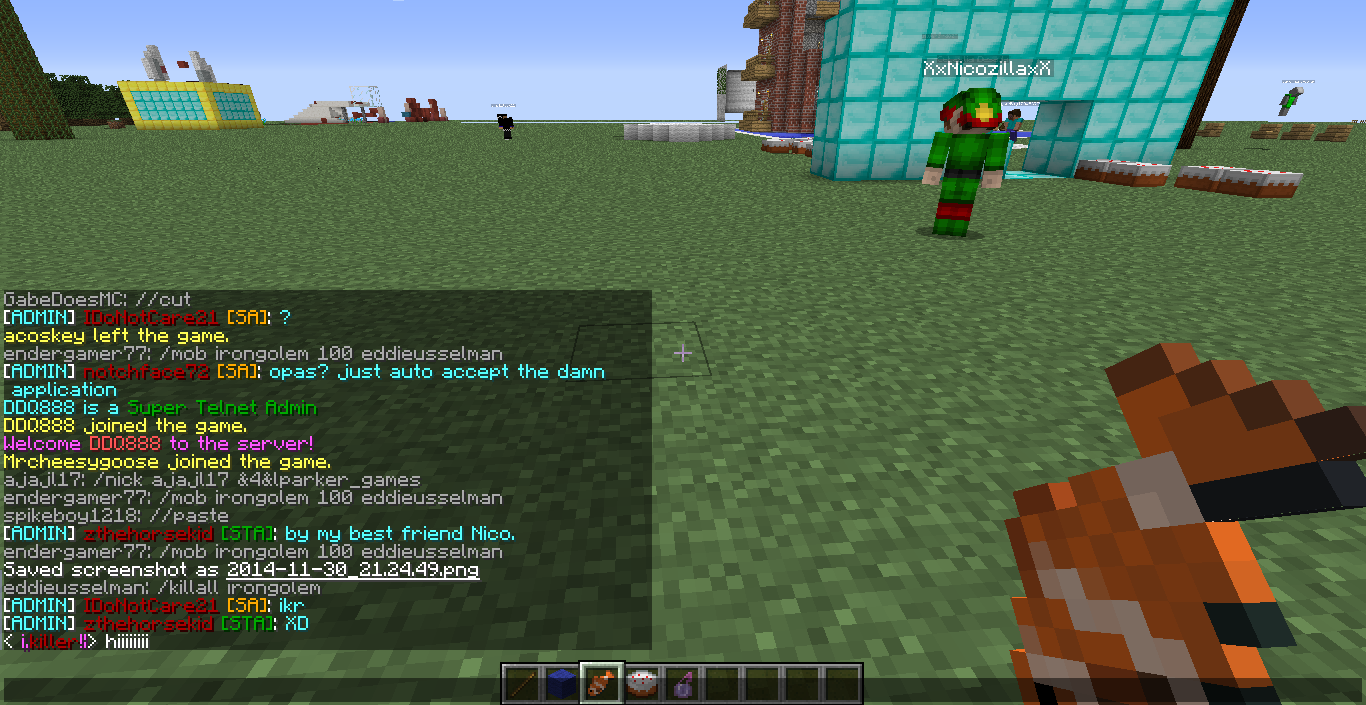 XxNicozillaxX
GabeDoesMC: //cut
[ADMIN] IDoNotCare21 [SA]: ?
acoskey left the game.
endergamer77: /mob irongolem 100 eddieusselman
[ADMIN] notchface72 [SA]: opas? just auto accept the damn
application
DDQ888 is a Super Telnet Admin
DDQ888 joined the game.
Welcome DDQ888 to the server!
Mrcheesygoose joined the game.
ajajl17: /nick ajajl17 &4&lparker_games
endergamer77: /mob irongolem 100 eddieusselman
spikeboy1218: //paste
[ADMIN] zthehorsekid [STA]: by my best friend Nico.
endergamer77: /mob irongolem 100 eddieusselman
Saved screenshot as 2014-11-30_21.24.49.png
eddieusselman: /killall irongolem
[ADMIN] IDoNotCare21 [SA]: ikr
[ADMIN] zthehorsekid [STA]: XD
< i,killer!!> hiiiiiiii